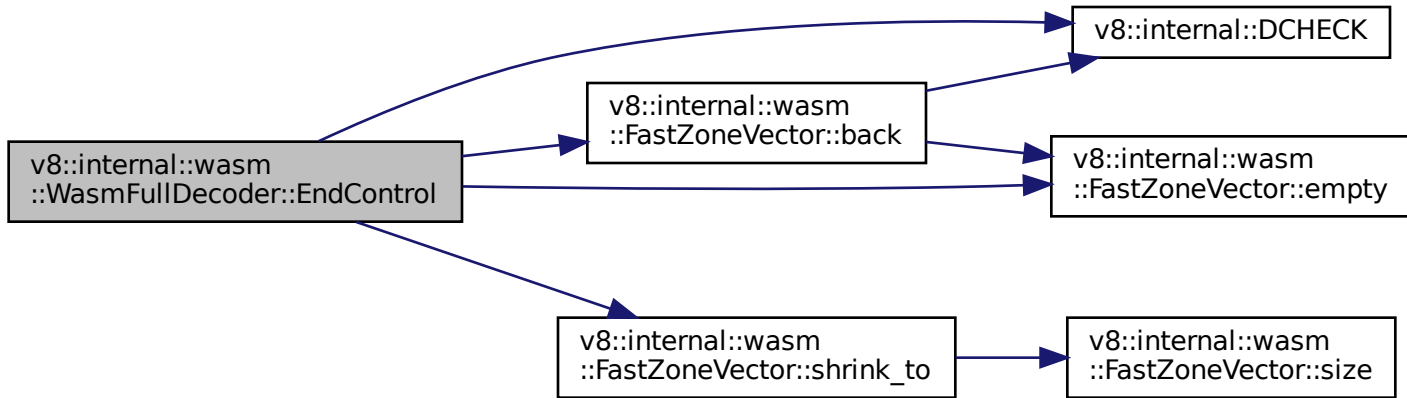 v8::internal::wasm
::WasmFullDecoder::EndControl
v8::internal::wasm
::FastZoneVector::back
v8::internal::DCHECK
v8::internal::wasm
::FastZoneVector::empty
v8::internal::wasm
::FastZoneVector::shrink_to
v8::internal::wasm
::FastZoneVector::size